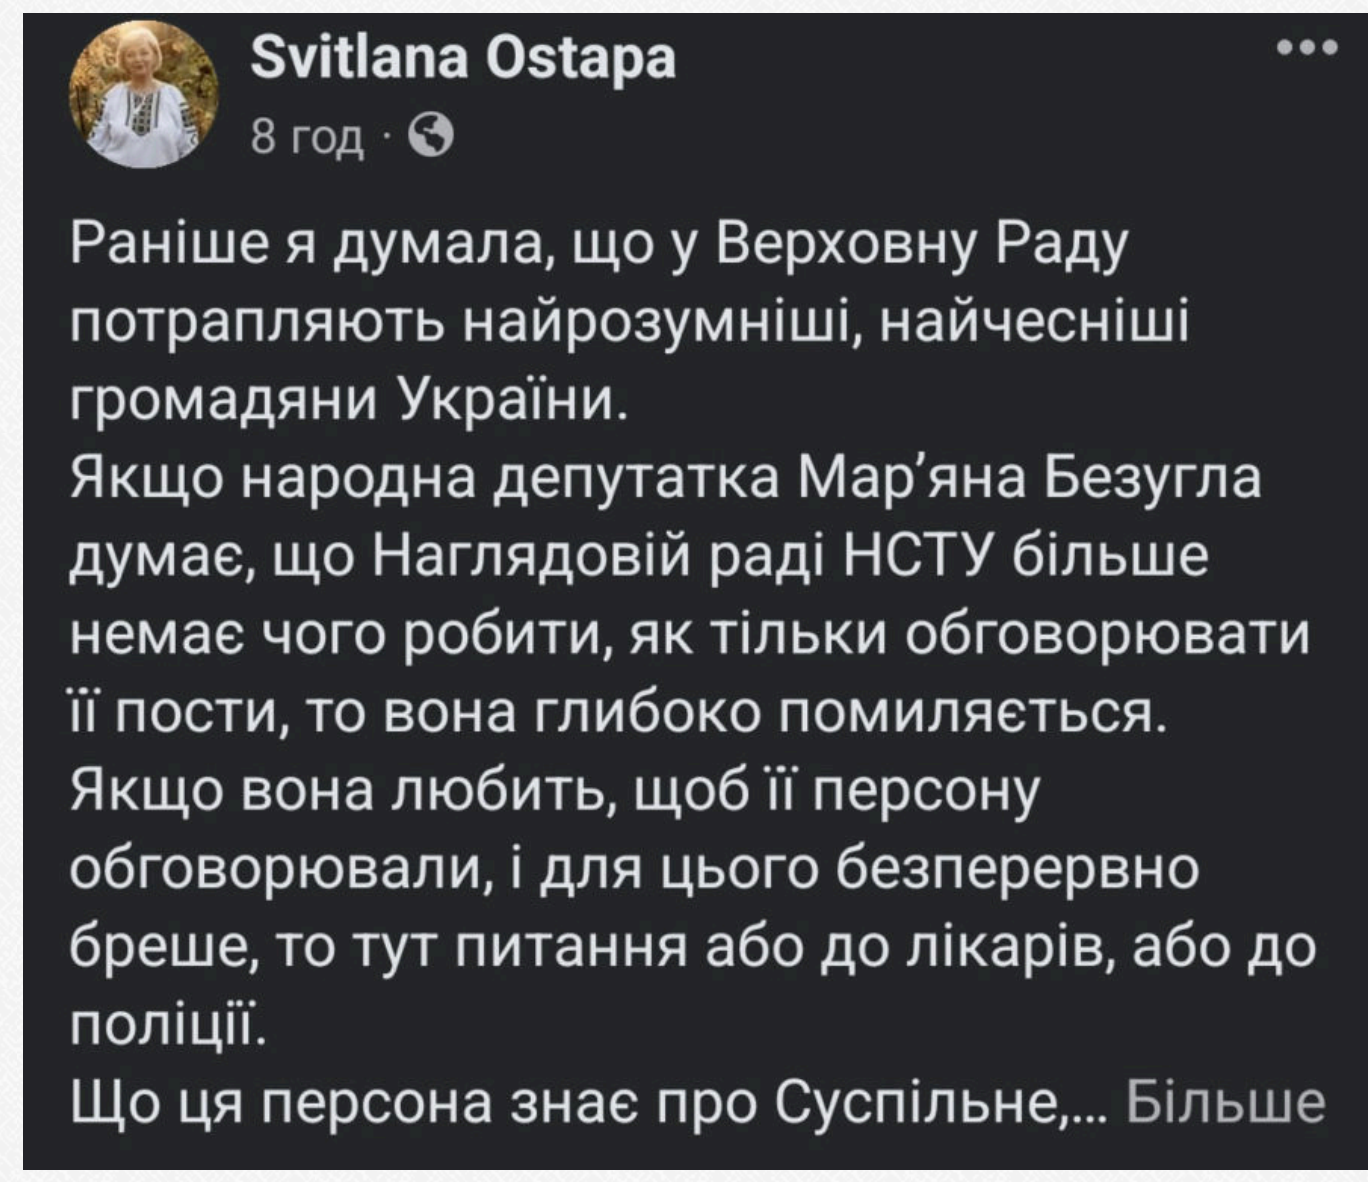 Svitlana Ostapa
8 год ·
Раніше я думала, що у Верховну Раду
потрапляють найрозумніші, найчесніші
громадяни України.
Якщо народна депутатка Мар’яна Безугла
думає, що Наглядовій раді НСТУ більше
немає чого робити, як тільки обговорювати
її пости, то вона глибоко помиляється.
Якщо вона любить, щоб її персону
обговорювали, і для цього безперервно
бреше, то тут питання або до лікарів, або до
поліції.
Що ця персона знає про Суспільне,... Більше